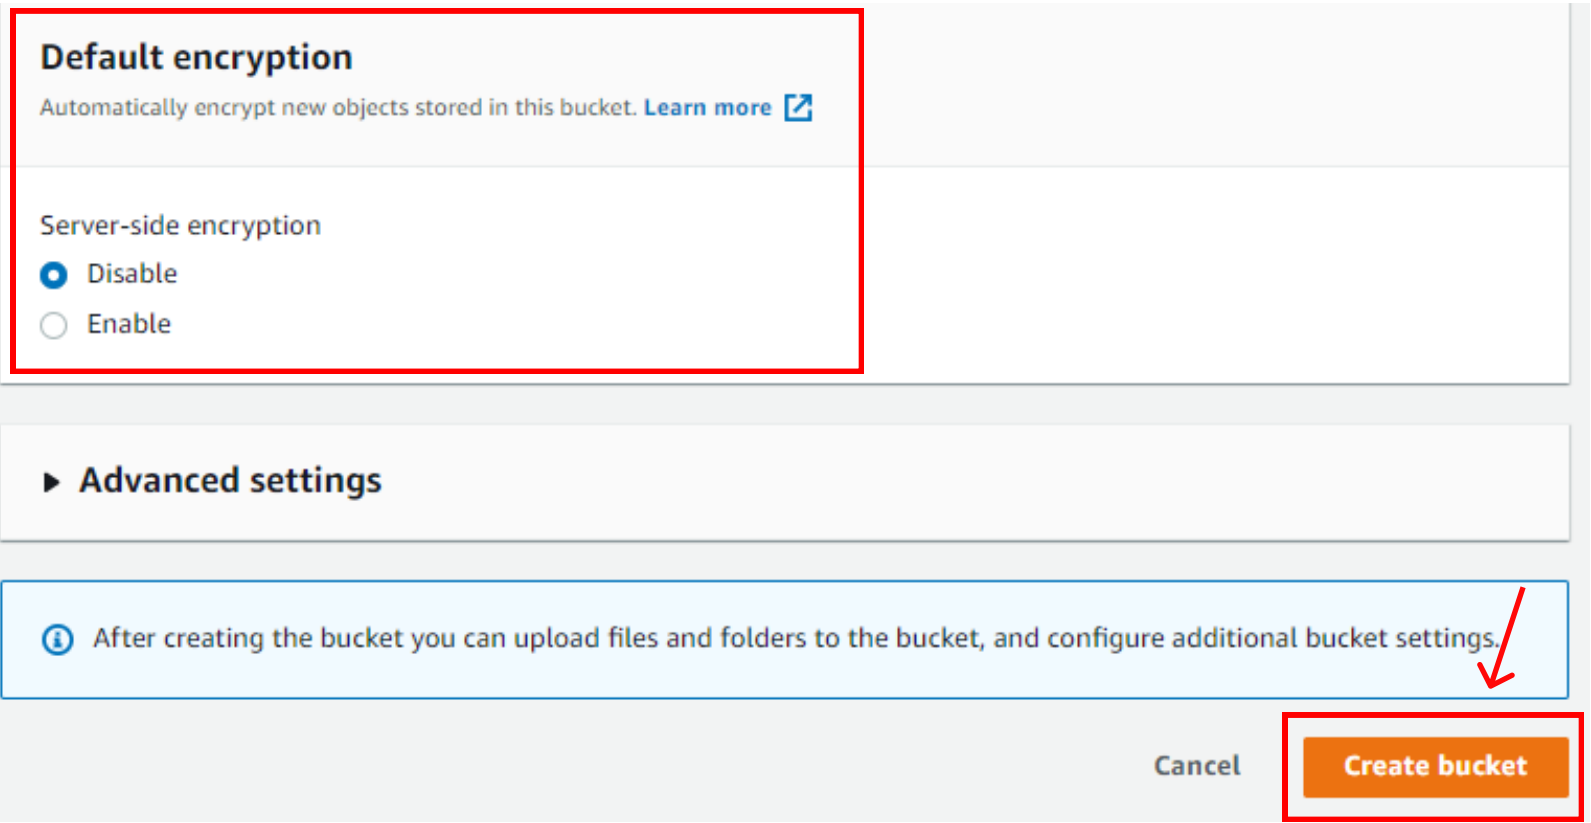 Default encryption
Automatically encrypt new objects stored in this bucket. Learn more
Server-side encryption
Disable
Enable
Advanced settings
After creating the bucket you can upload files and folders to the bucket, and configure additional bucket settings.
Cancel
Create bucket